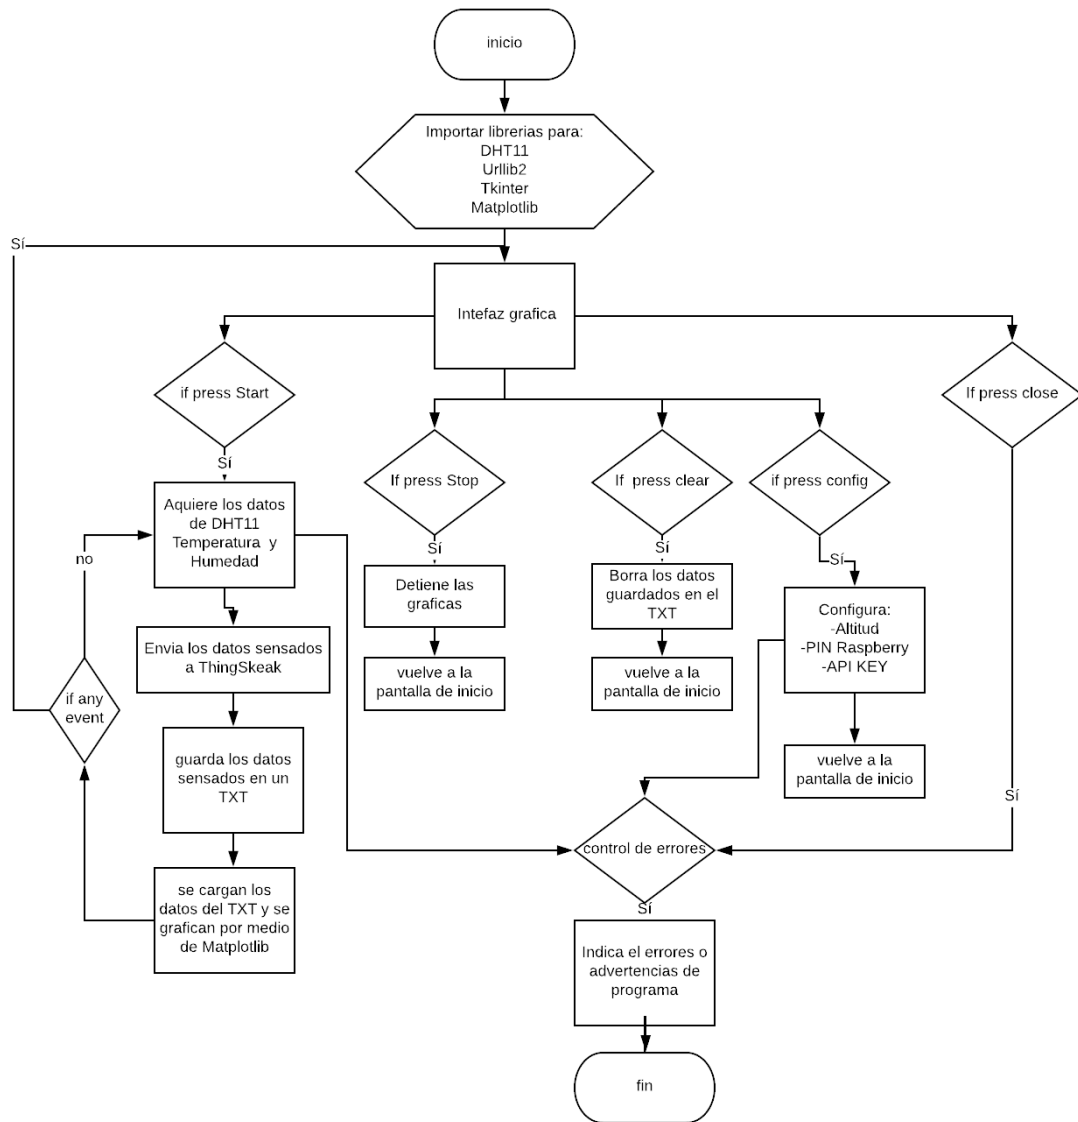 inicio
Importar librerias para:
DHT11
Urllib2
Tkinter
Matplotlib
Sí
Intefaz grafica
if press Start
If press close
If press Stop
If  press clear
if press config
Sí
Aquiere los datos
de DHT11
Temperatura  y
Humedad
no
Sí
Detiene las
graficas
Sí
Borra los datos
guardados en el
TXT
Sí
Configura:
-Altitud
-PIN Raspberry
-API KEY
Envia los datos sensados
a ThingSkeak
vuelve a la
pantalla de inicio
vuelve a la
pantalla de inicio
if any
event
guarda los datos
sensados en un
TXT
vuelve a la
pantalla de inicio
Sí
control de errores
se cargan los
datos del TXT y se
grafican por medio
de Matplotlib
Sí
Indica el errores o
advertencias de
programa
fin